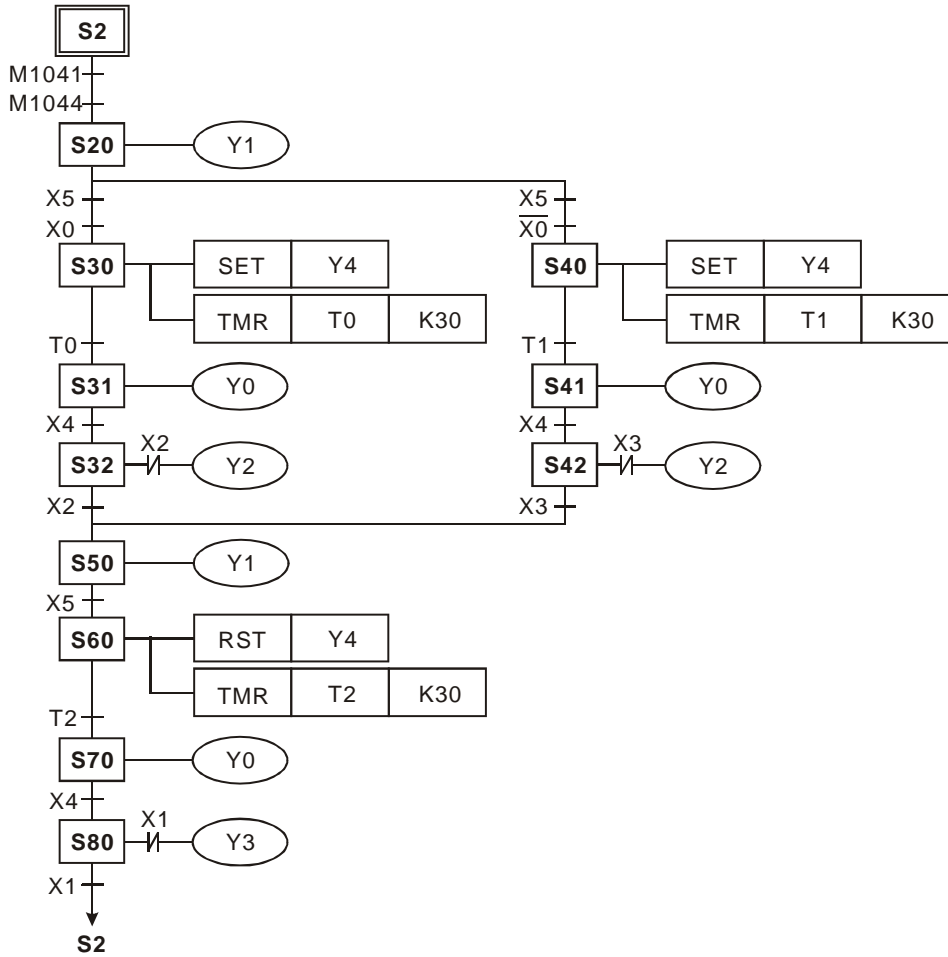 S2
M1041
M1044
S20 Y1
X5 X5
X0 X̅0̅
S30 SET Y4 S40 SET Y4
TMR T0 K30 TMR T1 K30
T0 T1
S31 Y0 S41 Y0
X4 X4
X2 X3
S32 Y2 S42 Y2
X2 X3
S50 Y1
X5
S60 RST Y4
TMR T2 K30
T2
S70 Y0
X4
X1
S80 Y3
X1
S2